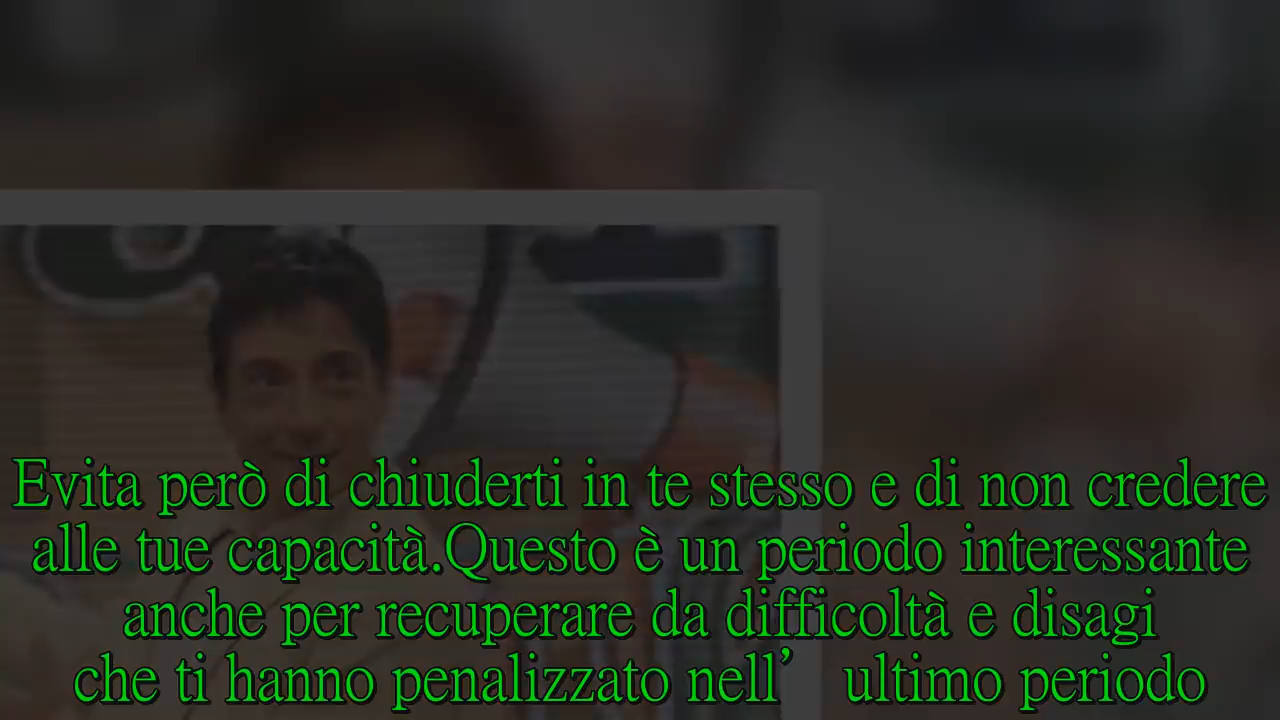 Evita però di chiuderti in te stesso e di non credere
alle tue capacità.Questo è un periodo interessante
anche per recuperare da difficoltà e disagi
che ti hanno penalizzato nell’ ultimo periodo